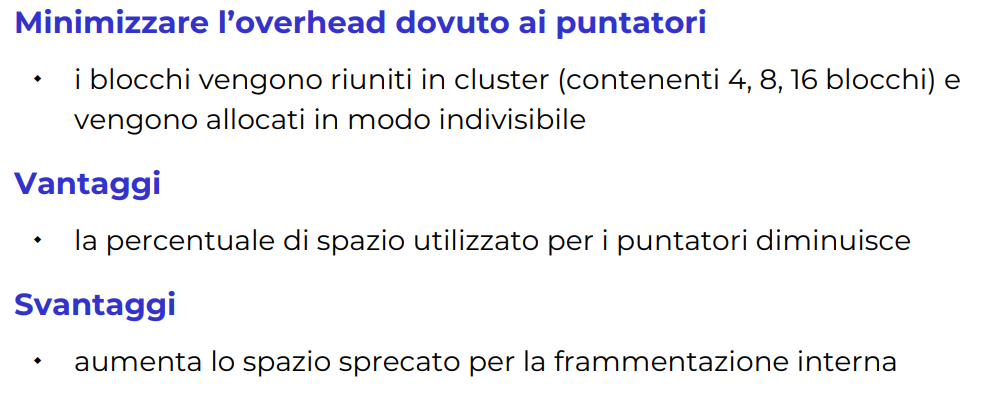 Minimizzare l’overhead dovuto ai puntatori
• i blocchi vengono riuniti in cluster (contenenti 4, 8, 16 blocchi) e
vengono allocati in modo indivisibile
Vantaggi
• la percentuale di spazio utilizzato per i puntatori diminuisce
Svantaggi
• aumenta lo spazio sprecato per la frammentazione interna